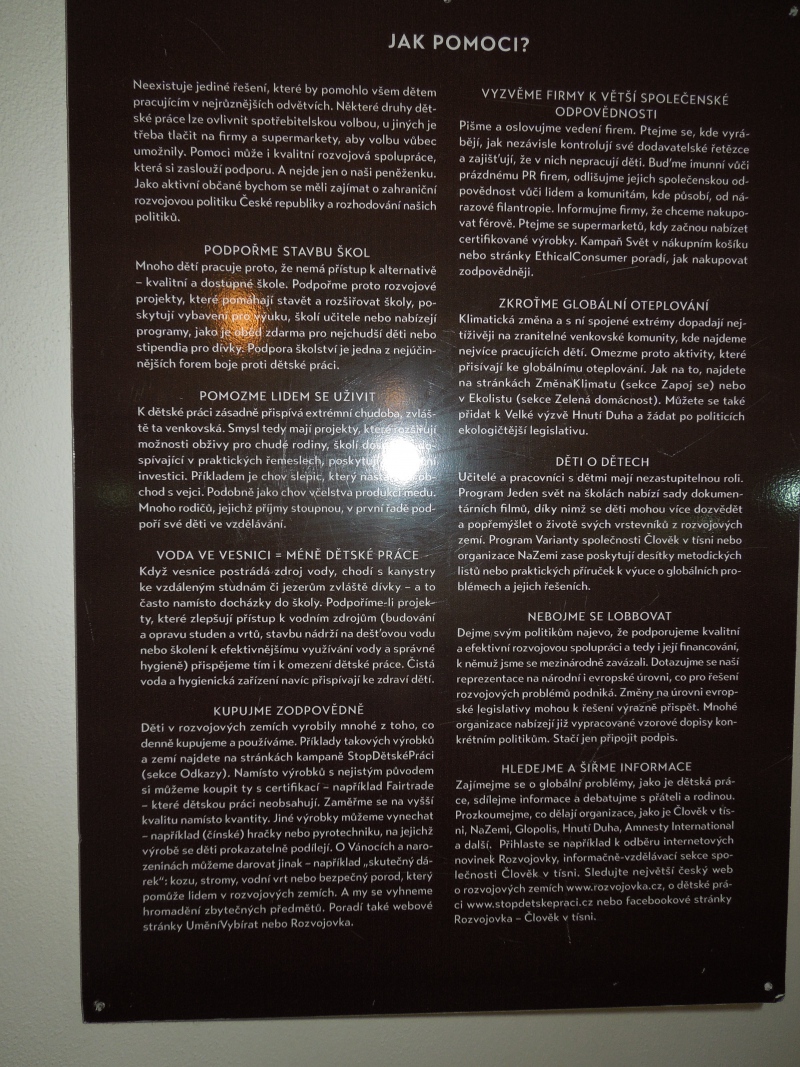 JAK POMOCI?
Neexistuje jediné řešení, které by pomohlo všem dětem
pracujícím v nejrůznějších odvětvích. Některé druhy dět-
ské práce lze ovlivnit spotřebitelskou volbou, u jiných je
třeba tlačit na firmy a supermarkety, aby volbu vůbec
umožnily. Pomoci může i kvalitní rozvojová spolupráce,
která si zaslouží podporu. A nejde jen o naši peněženku.
Jako aktivní občané bychom se měli zajímat o zahraniční
rozvojovou politiku České republiky a rozhodování našich
politiků.
PODPOŘME STAVBU ŠKOL
Mnoho dětí pracuje proto, že nemá přístup k alternativě
– kvalitní a dostupné škole. Podpořme proto rozvojové
projekty, které pomáhají stavět a rozšiřovat školy, po-
skytují vybavení pro výuku, školí učitele nebo nabízejí
programy, jako je oběd zdarma pro nejchudší děti nebo
stipendia pro dívky. Podpora školství je jedna z nejúčin-
nějších forem boje proti dětské práci.
POMOZME LIDEM SE UŽIVIT
K dětské práci zásadně přispívá extrémní chudoba, zvláš-
tě ta venkovská. Smysl tedy mají projekty, které rozšiřují
možnosti obživy pro chudé rodiny, školí
spívající v praktických řemeslech, poskytují
investici. Příkladem je chov slepic, který
chod s vejci. Podobně jako chov včelstva produkci medu.
Mnoho rodičů, jejichž příjmy stoupnou, v první řadě pod-
poří své děti ve vzdělávání.
VODA VE VESNICI = MÉNĚ DĚTSKÉ PRÁCE
Když vesnice postrádá zdroj vody, chodí s kanystry
ke vzdáleným studnám či jezerům zvláště dívky – a to
často namísto docházky do školy. Podpoříme-li projek-
ty, které zlepšují přístup k vodním zdrojům (budování
a opravu studen a vrtů, stavbu nádrží na dešťovou vodu
nebo školení k efektivnějšímu využívání vody a správné
hygieně) přispějeme tím i k omezení dětské práce. Čistá
voda a hygienická zařízení navíc přispívají ke zdraví dětí.
KUPUJME ZODPOVĚDNĚ
Děti v rozvojových zemích vyrobily mnohé z toho, co
denně kupujeme a používáme. Příklady takových výrobků
a zemí najdete na stránkách kampaně StopDětskéPráci
(sekce Odkazy). Namísto výrobků s nejistým původem
si můžeme koupit ty s certifikací – například Fairtrade
– které dětskou práci neobsahují. Zaměřme se na vyšší
kvalitu namísto kvantity. Jiné výrobky můžeme vynechat
– například (čínské) hračky nebo pyrotechniku, na jejichž
výrobě se děti prokazatelně podílejí. O Vánocích a naro-
zeninách můžeme darovat jinak – například „skutečný dá-
rek“: kozu, stromy, vodní vrt nebo bezpečný porod, který
pomůže lidem v rozvojových zemích. A my se vyhneme
hromadění zbytečných předmětů. Poradí také webové
stránky UměníVybírat nebo Rozvojovka.
VYZVĚME FIRMY K VĚTŠÍ SPOLEČENSKÉ
ODPOVĚDNOSTI
Pišme a oslovujme vedení firem. Ptejme se, kde vyrá-
bějí, jak nezávisle kontrolují své dodavatelské řetězce
a zajišťují, že v nich nepracují děti. Buďme imunní vůči
prázdnému PR firem, odlišujme jejich společenskou od-
povědnost vůči lidem a komunitám, kde působí, od ná-
razové filantropie. Informujme firmy, že chceme nakupo-
vat férově. Ptejme se supermarketů, kdy začnou nabízet
certifikované výrobky. Kampaň Svět v nákupním košíku
nebo stránky EthicalConsumer poradí, jak nakupovat
zodpovědněji.
ZKROŤME GLOBÁLNÍ OTEPLOVÁNÍ
Klimatická změna a s ní spojené extrémy dopadají nej-
tíživěji na zranitelné venkovské komunity, kde najdeme
nejvíce pracujících dětí. Omezme proto aktivity, které
přisívají ke globálnímu oteplování. Jak na to, najdete
na stránkách ZměnaKlimatu (sekce Zapoj se) nebo
v Ekolistu (sekce Zelená domácnost). Můžete se také
přidat k Velké výzvě Hnutí Duha a žádat po politicích
ekologičtější legislativu.
DĚTI O DĚTECH
Učitelé a pracovníci s dětmi mají nezastupitelnou roli.
Program Jeden svět na školách nabízí sady dokumen-
tárních filmů, díky nimž se děti mohou více dozvědět
a popřemýšlet o životě svých vrstevníků z rozvojových
zemí. Program Varianty společnosti Člověk v tísni nebo
organizace NaZemi zase poskytují desítky metodických
listů nebo praktických příruček k výuce o globálních pro-
blémech a jejich řešeních.
NEBOJME SE LOBBOVAT
Dejme svým politikům najevo, že podporujeme kvalitní
a efektivní rozvojovou spolupráci a tedy i její financování,
k němuž jsme se mezinárodně zavázali. Dotazujme se naší
reprezentace na národní i evropské úrovni, co pro řešení
rozvojových problémů podniká. Změny na úrovni evrop-
ské legislativy mohou k řešení výrazně přispět. Mnohé
organizace nabízejí již vypracované vzorové dopisy kon-
krétním politikům. Stačí jen připojit podpis.
HLEDEJME A ŠIŘME INFORMACE
Zajímejme se o globální problémy, jako je dětská prá-
ce, sdílejme informace a debatujme s přáteli a rodinou.
Prozkoumejme, co dělají organizace, jako je Člověk v tís-
ni, NaZemi, Glopolis, Hnutí Duha, Amnesty International
a další. Přihlaste se například k odběru internetových
novinek Rozvojovky, informačně-vzdělávací sekce spo-
lečnosti Člověk v tísni. Sledujte největší český web
o rozvojových zemích www.rozvojovka.cz, o dětské prá-
ci www.stopdetskepraci.cz nebo facebookové stránky
Rozvojovka – Člověk v tísni.